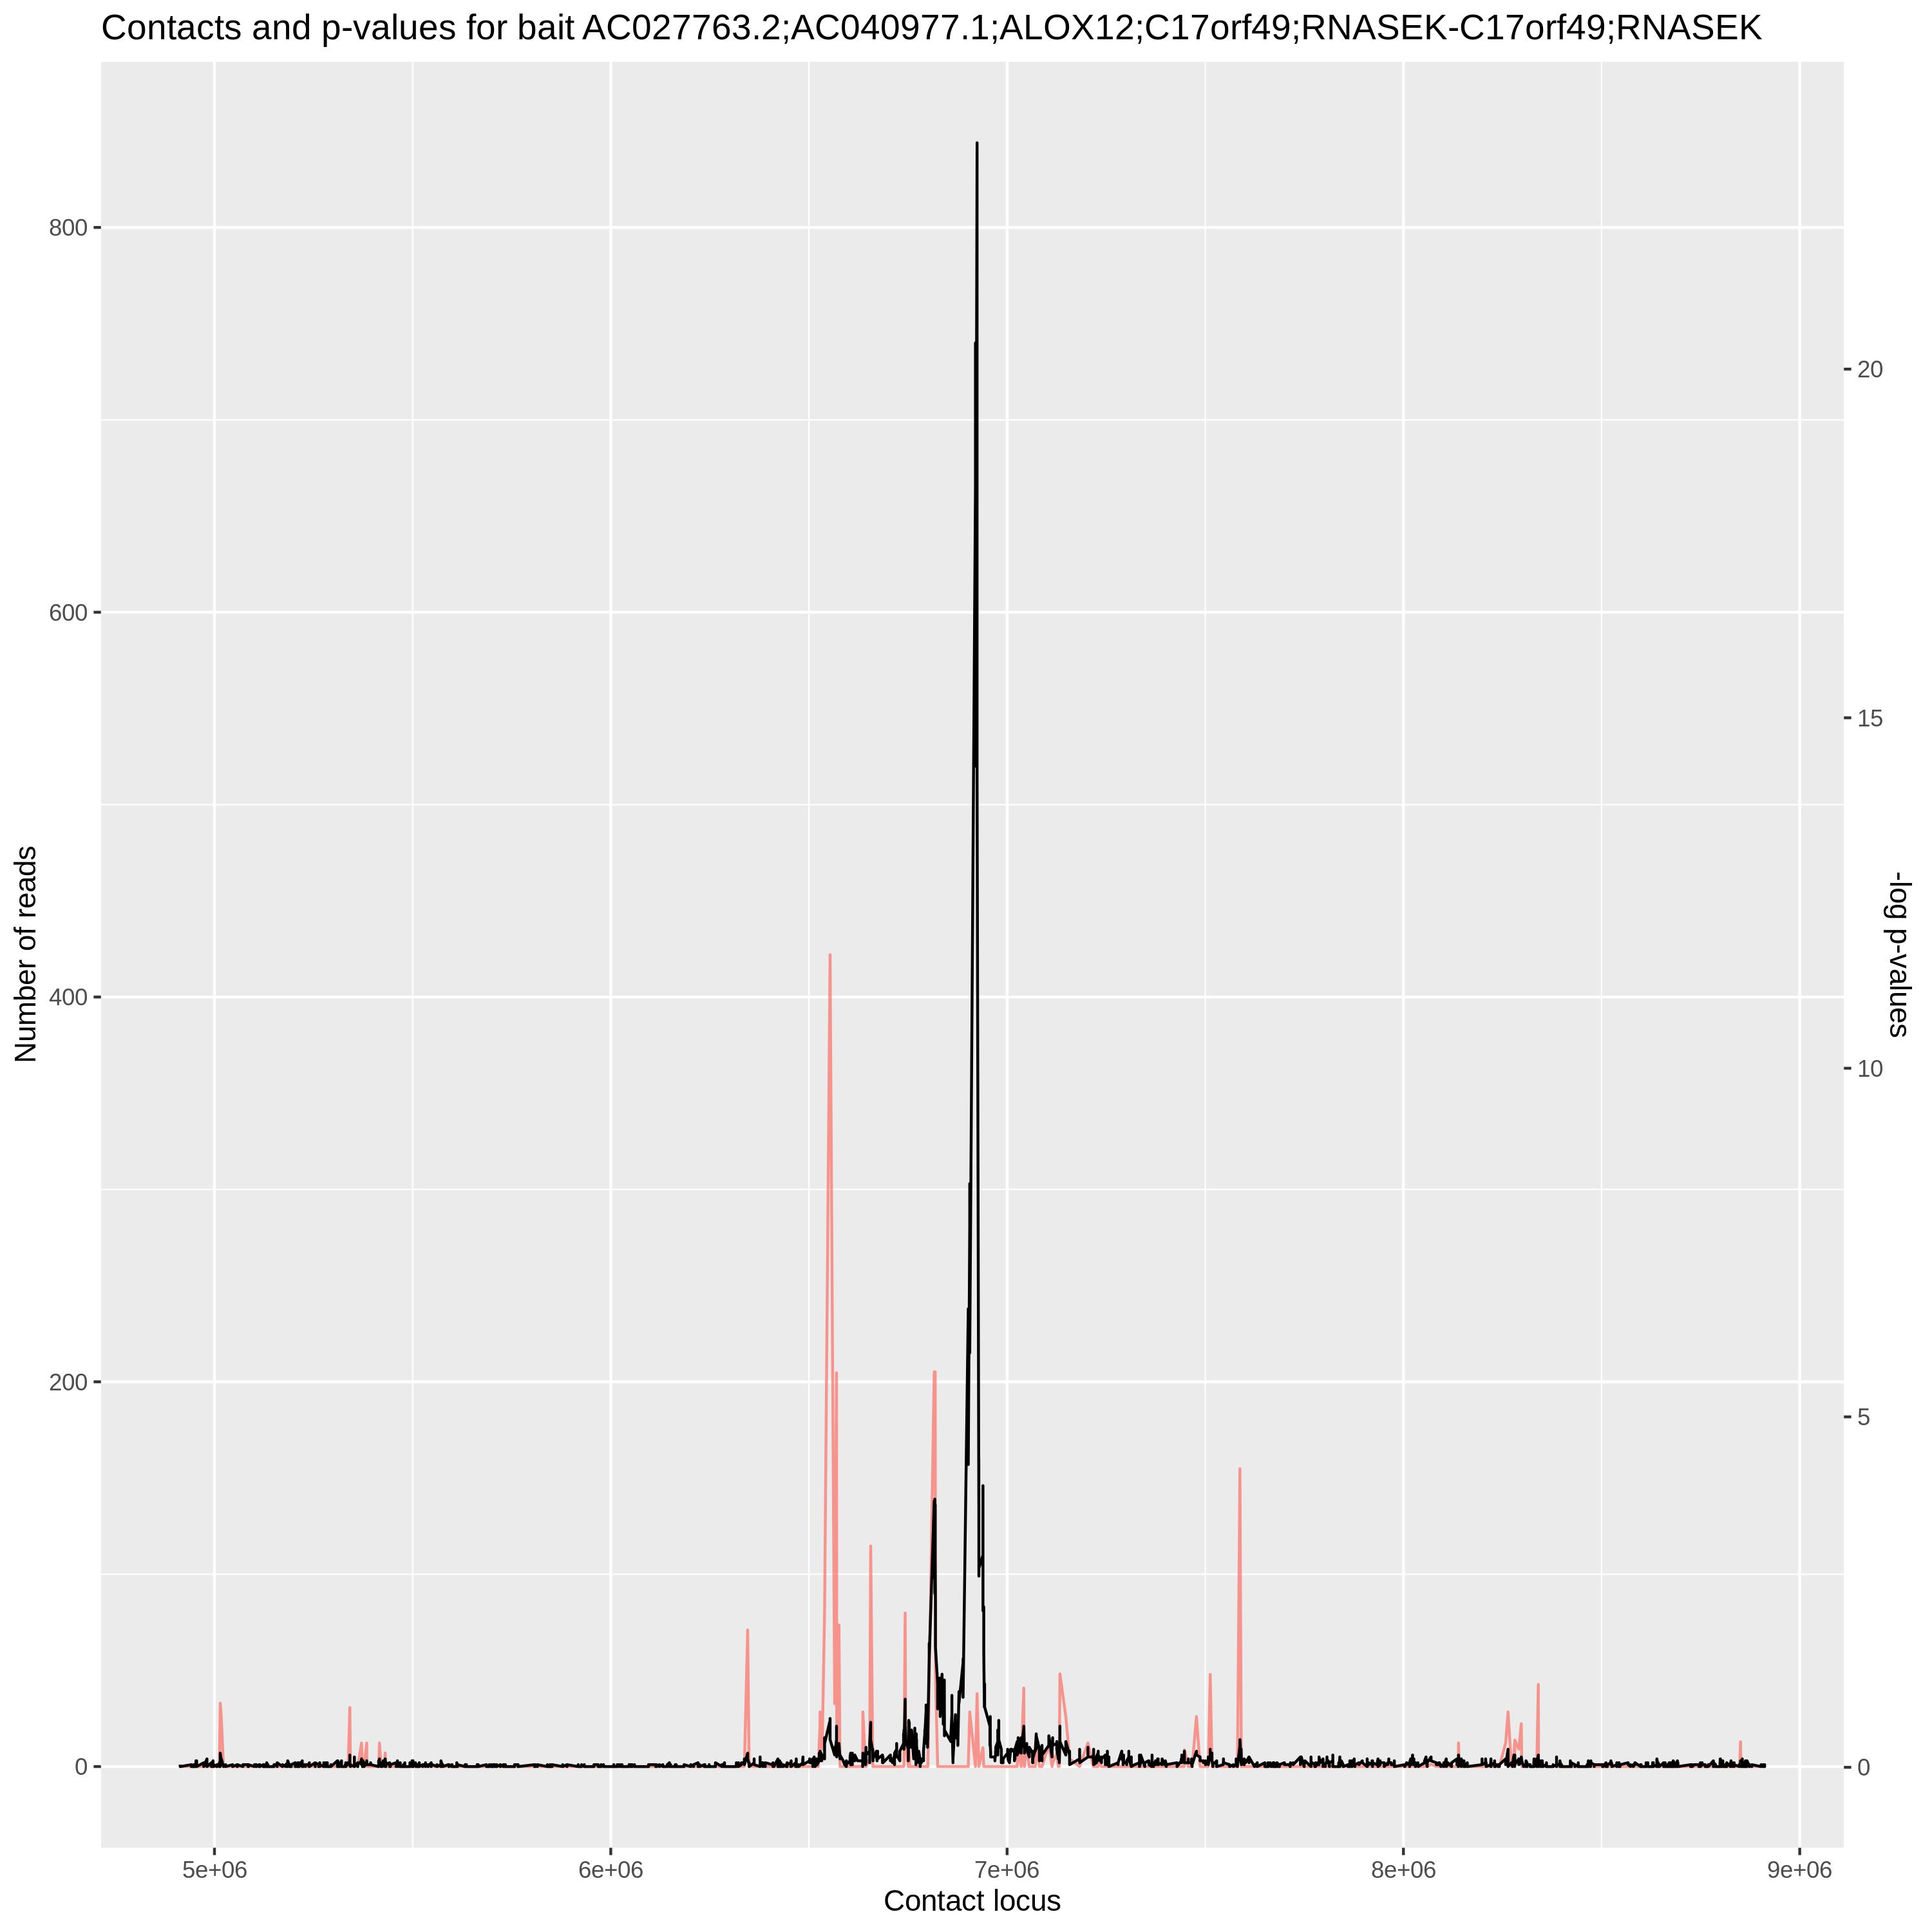 Contacts and p-values for bait AC027763.2;AC040977.1;ALOX12;C17orf49;RNASEK-C17orf49;RNASEK
800
600
400
200
0
Number of reads
20
15
10
5
0
-log p-values
5e+06 6e+06 7e+06 8e+06 9e+06
Contact locus